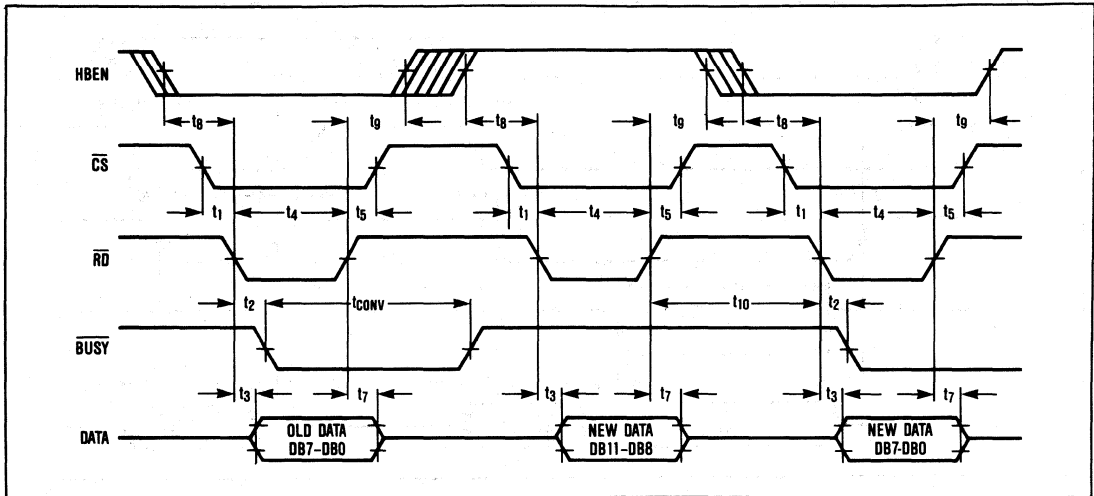 HBEN
t8 t9 t8 t9 t8 t9
CS
t1 t4 t5 t1 t4 t5 t1 t4 t5
RD
t2 tCONV t10 t2
BUSY
t3 t7 t3 t7 t3 t7
DATA
OLD DATA
DB7–DB0
NEW DATA
DB11–DB8
NEW DATA
DB7-DB0